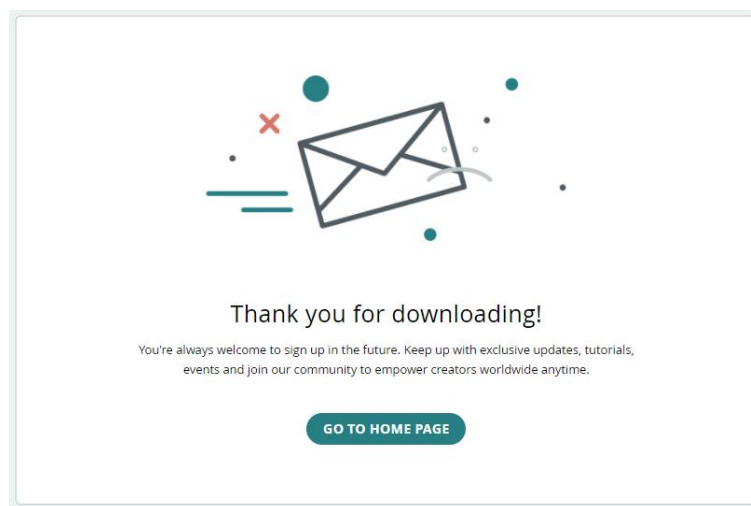 Thank you for downloading!
You're always welcome to sign up in the future. Keep up with exclusive updates, tutorials,
events and join our community to empower creators worldwide anytime.
GO TO HOME PAGE